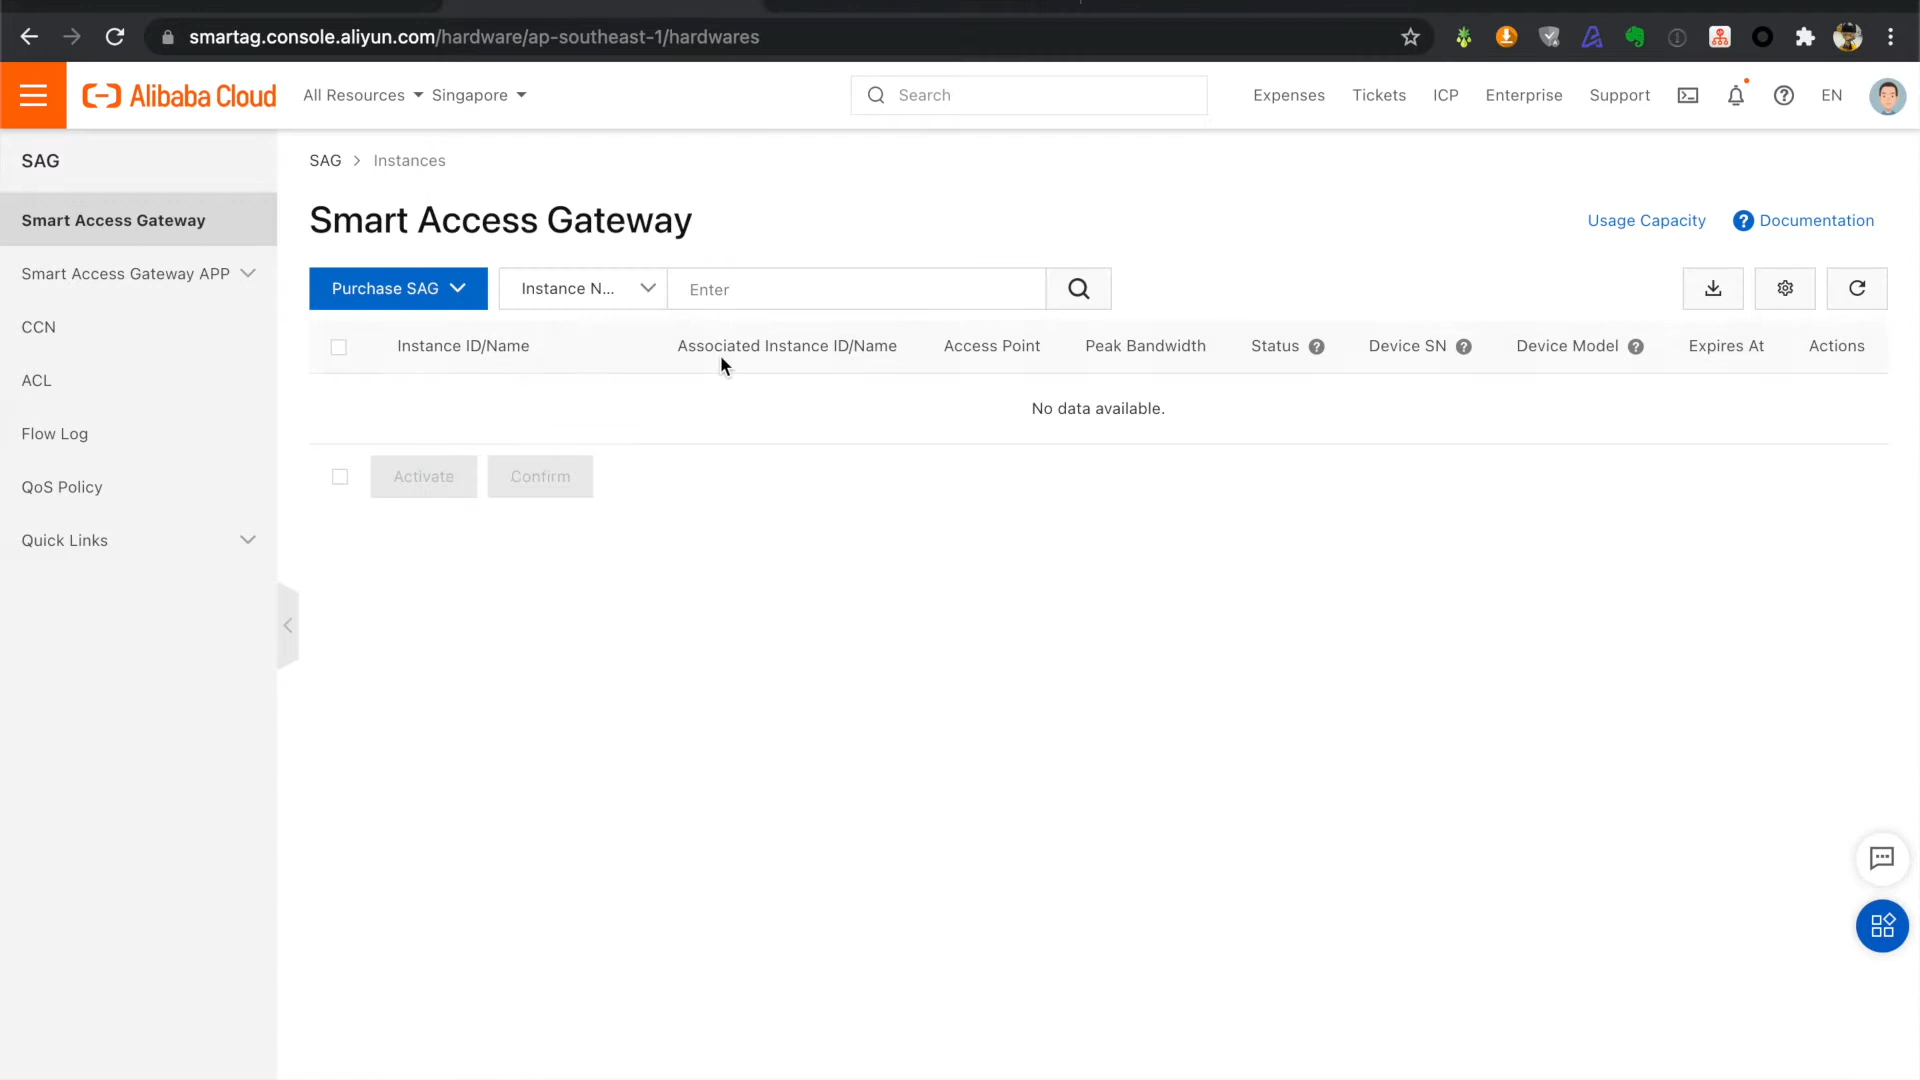 smartag.console.aliyun.com/hardware/ap-southeast-1/hardwares
Alibaba Cloud
All Resources
Singapore
Search
Expenses
Tickets
ICP
Enterprise
Support
EN
SAG
Smart Access Gateway
Smart Access Gateway APP
CCN
ACL
Flow Log
QoS Policy
Quick Links
SAG > Instances
Smart Access Gateway
Usage Capacity
? Documentation
Purchase SAG
Instance N...
Enter
Instance ID/Name
Associated Instance ID/Name
Access Point
Peak Bandwidth
Status ?
Device SN ?
Device Model ?
Expires At
Actions
No data available.
Activate
Confirm